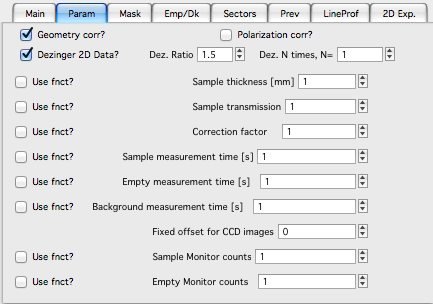 Main Param Mask Emp/Dk Sectors Prev LineProf 2D Exp.
Geometry corr? Polarization corr?
Dezinger 2D Data? Dez. Ratio 1.5 Dez. N times, N= 1
Use fnct? Sample thickness [mm] 1
Use fnct? Sample transmission 1
Use fnct? Correction factor 1
Use fnct? Sample measurement time [s] 1
Use fnct? Empty measurement time [s] 1
Use fnct? Background measurement time [s] 1
Fixed offset for CCD images 0
Use fnct? Sample Monitor counts 1
Use fnct? Empty Monitor counts 1